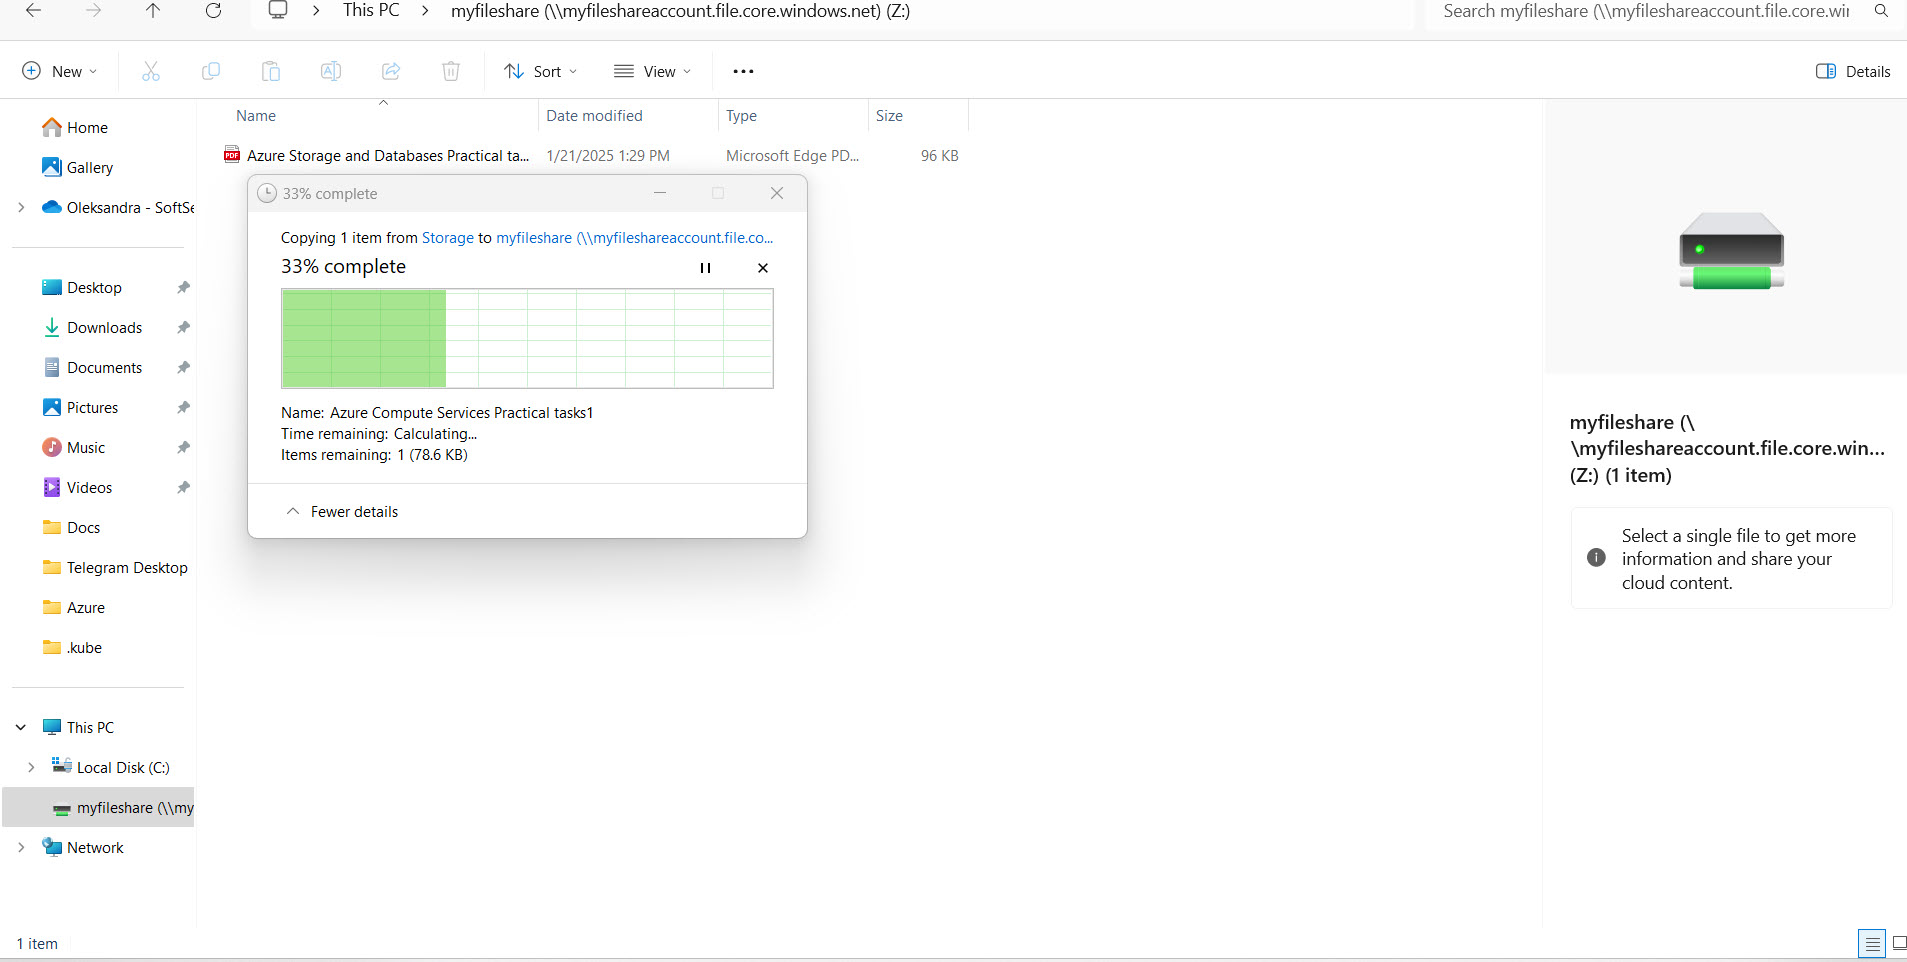 This PC
myfileshare (\\myfileshareaccount.file.core.windows.net) (Z:)
Search myfileshare (\\myfileshareaccount.file.core.wir
New
Sort
View
Details
Name
Date modified
Type
Size
Azure Storage and Databases Practical ta...
1/21/2025 1:29 PM
Microsoft Edge PD...
96 KB
Home
Gallery
Oleksandra - SoftSe
Desktop
Downloads
Documents
Pictures
Music
Videos
Docs
Telegram Desktop
Azure
.kube
This PC
Local Disk (C:)
myfileshare (\\my
Network
33% complete
Copying 1 item from Storage to myfileshare (\\myfileshareaccount.file.co...
33% complete
Name: Azure Compute Services Practical tasks1
Time remaining: Calculating...
Items remaining: 1 (78.6 KB)
Fewer details
myfileshare (\
\myfileshareaccount.file.core.win...
(Z:) (1 item)
Select a single file to get more
information and share your
cloud content.
1 item